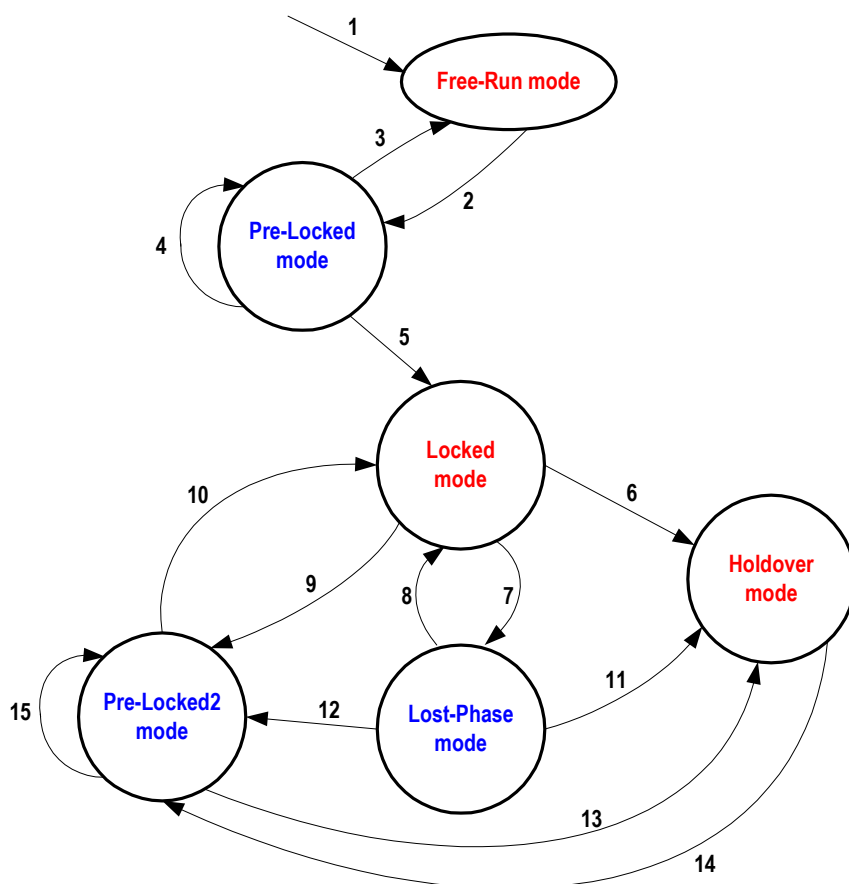 1
Free-Run mode
3
2
Pre-Locked
mode
4
5
Locked
mode
10
6
Holdover
mode
9
8
7
11
Pre-Locked2
mode
15
12
Lost-Phase
mode
13
14